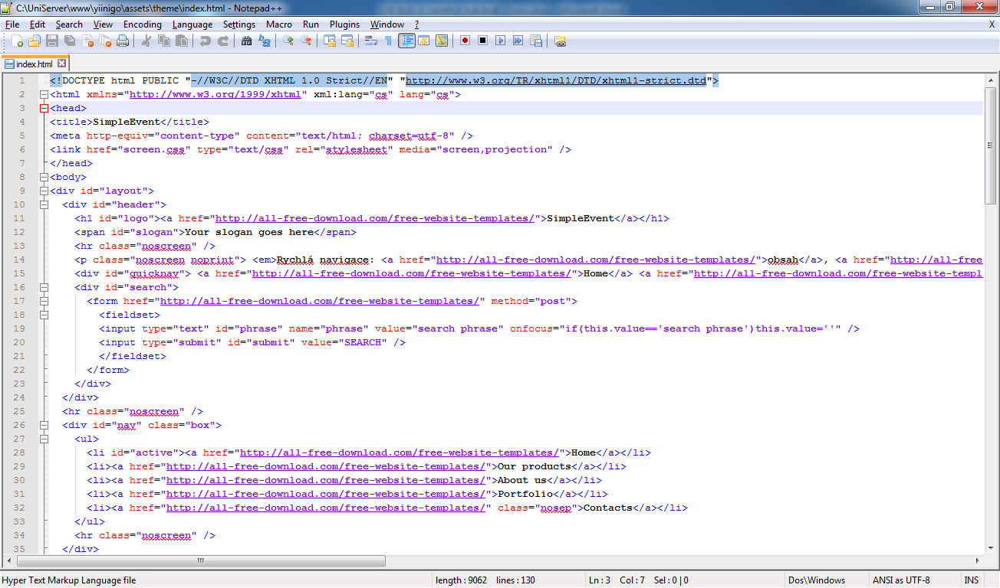 C:\UniServer\www\yiinigo\assets\theme\index.html - Notepad++
File Edit Search View Encoding Language Settings Macro Run Plugins Window ? X
index.html
1 <!DOCTYPE html PUBLIC "-//W3C//DTD XHTML 1.0 Strict//EN" "http://www.w3.org/TR/xhtml1/DTD/xhtml1-strict.dtd">
2 <html xmlns="http://www.w3.org/1999/xhtml" xml:lang="cs" lang="cs">
3 <head>
4 <title>SimpleEvent</title>
5 <meta http-equiv="content-type" content="text/html; charset=utf-8" />
6 <link href="screen.css" type="text/css" rel="stylesheet" media="screen,projection" />
7 </head>
8 <body>
9 <div id="layout">
10 <div id="header">
11 <h1 id="logo"><a href="http://all-free-download.com/free-website-templates/">SimpleEvent</a></h1>
12 <span id="slogan">Your slogan goes here</span>
13 <hr class="noscreen" />
14 <p class="noscreen noprint"> <em>Rychlá navigace: <a href="http://all-free-download.com/free-website-templates/">obsah</a>, <a href="http://all-free
15 <div id="quicknav"> <a href="http://all-free-download.com/free-website-templates/">Home</a> <a href="http://all-free-download.com/free-website-templ
16 <div id="search">
17 <form href="http://all-free-download.com/free-website-templates/" method="post">
18 <fieldset>
19 <input type="text" id="phrase" name="phrase" value="search phrase" onfocus="if(this.value=='search phrase')this.value=''" />
20 <input type="submit" id="submit" value="SEARCH" />
21 </fieldset>
22 </form>
23 </div>
24 </div>
25 <hr class="noscreen" />
26 <div id="nav" class="box">
27 <ul>
28 <li id="active"><a href="http://all-free-download.com/free-website-templates/">Home</a></li>
29 <li><a href="http://all-free-download.com/free-website-templates/">Our products</a></li>
30 <li><a href="http://all-free-download.com/free-website-templates/">About us</a></li>
31 <li><a href="http://all-free-download.com/free-website-templates/">Portfolio</a></li>
32 <li><a href="http://all-free-download.com/free-website-templates/" class="nosep">Contacts</a></li>
33 </ul>
34 <hr class="noscreen" />
35 </div>
Hyper Text Markup Language file length : 9062 lines : 130 Ln : 3 Col : 7 Sel : 0 | 0 Dos\Windows ANSI as UTF-8 INS